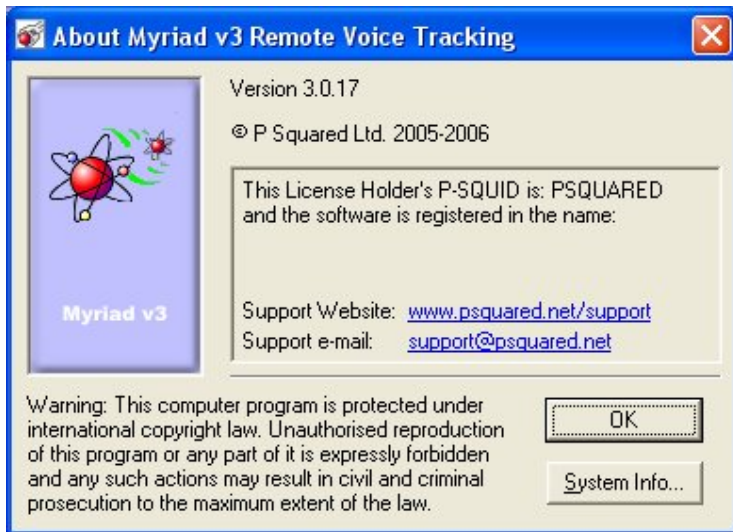 About Myriad v3 Remote Voice Tracking
Version 3.0.17
© P Squared Ltd. 2005-2006
This License Holder's P-SQUID is: PSQUARED
and the software is registered in the name:
Myriad v3
Support Website: www.psquared.net/support
Support e-mail: support@psquared.net
Warning: This computer program is protected under
international copyright law. Unauthorised reproduction
of this program or any part of it is expressly forbidden
and any such actions may result in civil and criminal
prosecution to the maximum extent of the law.
OK
System Info...